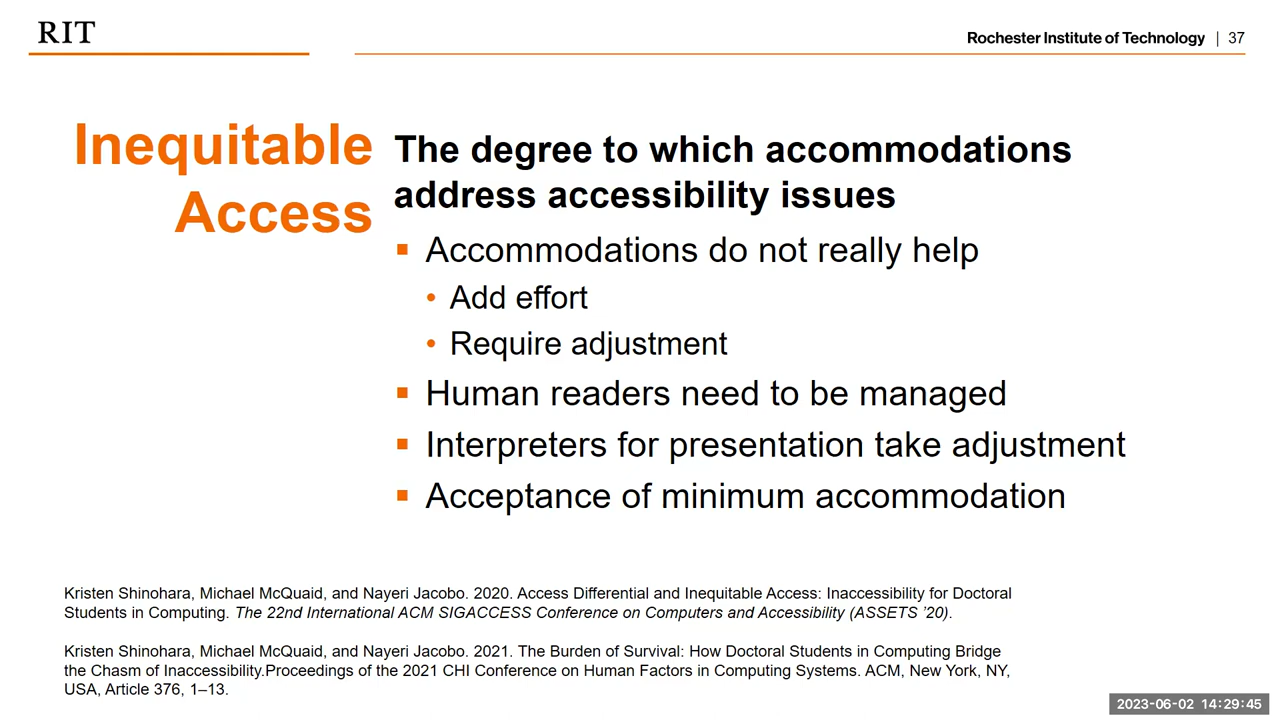 RIT
Rochester Institute of Technology | 37
Inequitable
Access
The degree to which accommodations
address accessibility issues
▪ Accommodations do not really help
• Add effort
• Require adjustment
▪ Human readers need to be managed
▪ Interpreters for presentation take adjustment
▪ Acceptance of minimum accommodation
Kristen Shinohara, Michael McQuaid, and Nayeri Jacobo. 2020. Access Differential and Inequitable Access: Inaccessibility for Doctoral
Students in Computing. The 22nd International ACM SIGACCESS Conference on Computers and Accessibility (ASSETS ’20).
Kristen Shinohara, Michael McQuaid, and Nayeri Jacobo. 2021. The Burden of Survival: How Doctoral Students in Computing Bridge
the Chasm of Inaccessibility.Proceedings of the 2021 CHI Conference on Human Factors in Computing Systems. ACM, New York, NY,
USA, Article 376, 1–13.
2023-06-02 14:29:45